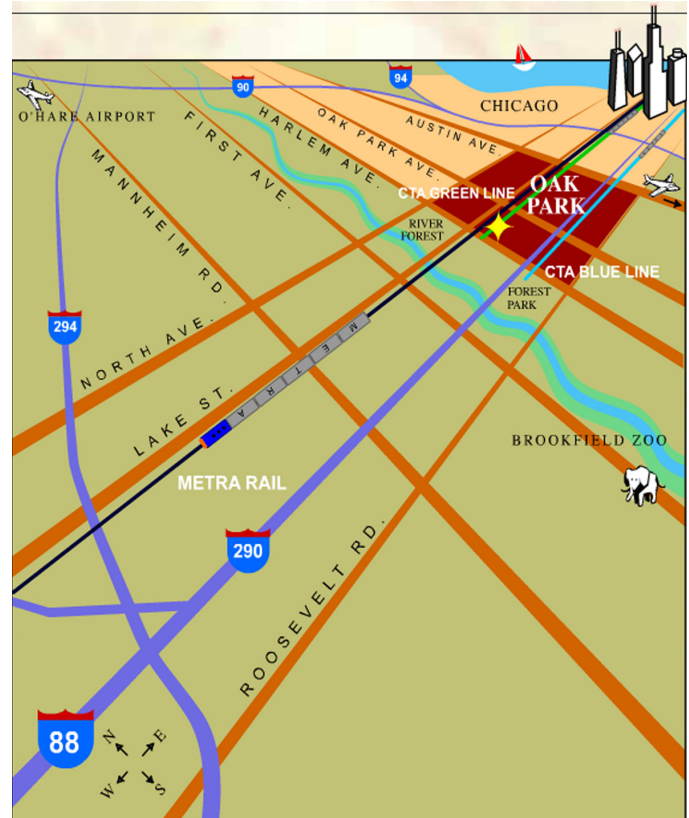 90
94
CHICAGO
O'HARE AIRPORT
AUSTIN AVE.
OAK PARK AVE.
HARLEM AVE.
FIRST AVE.
MANNHEIM RD.
CTA GREEN LINE
OAK
PARK
RIVER
FOREST
CTA BLUE LINE
FOREST
PARK
294
NORTH AVE.
METRA
LAKE ST.
BROOKFIELD ZOO
METRA RAIL
290
ROOSEVELT RD.
88
N
E
W
S